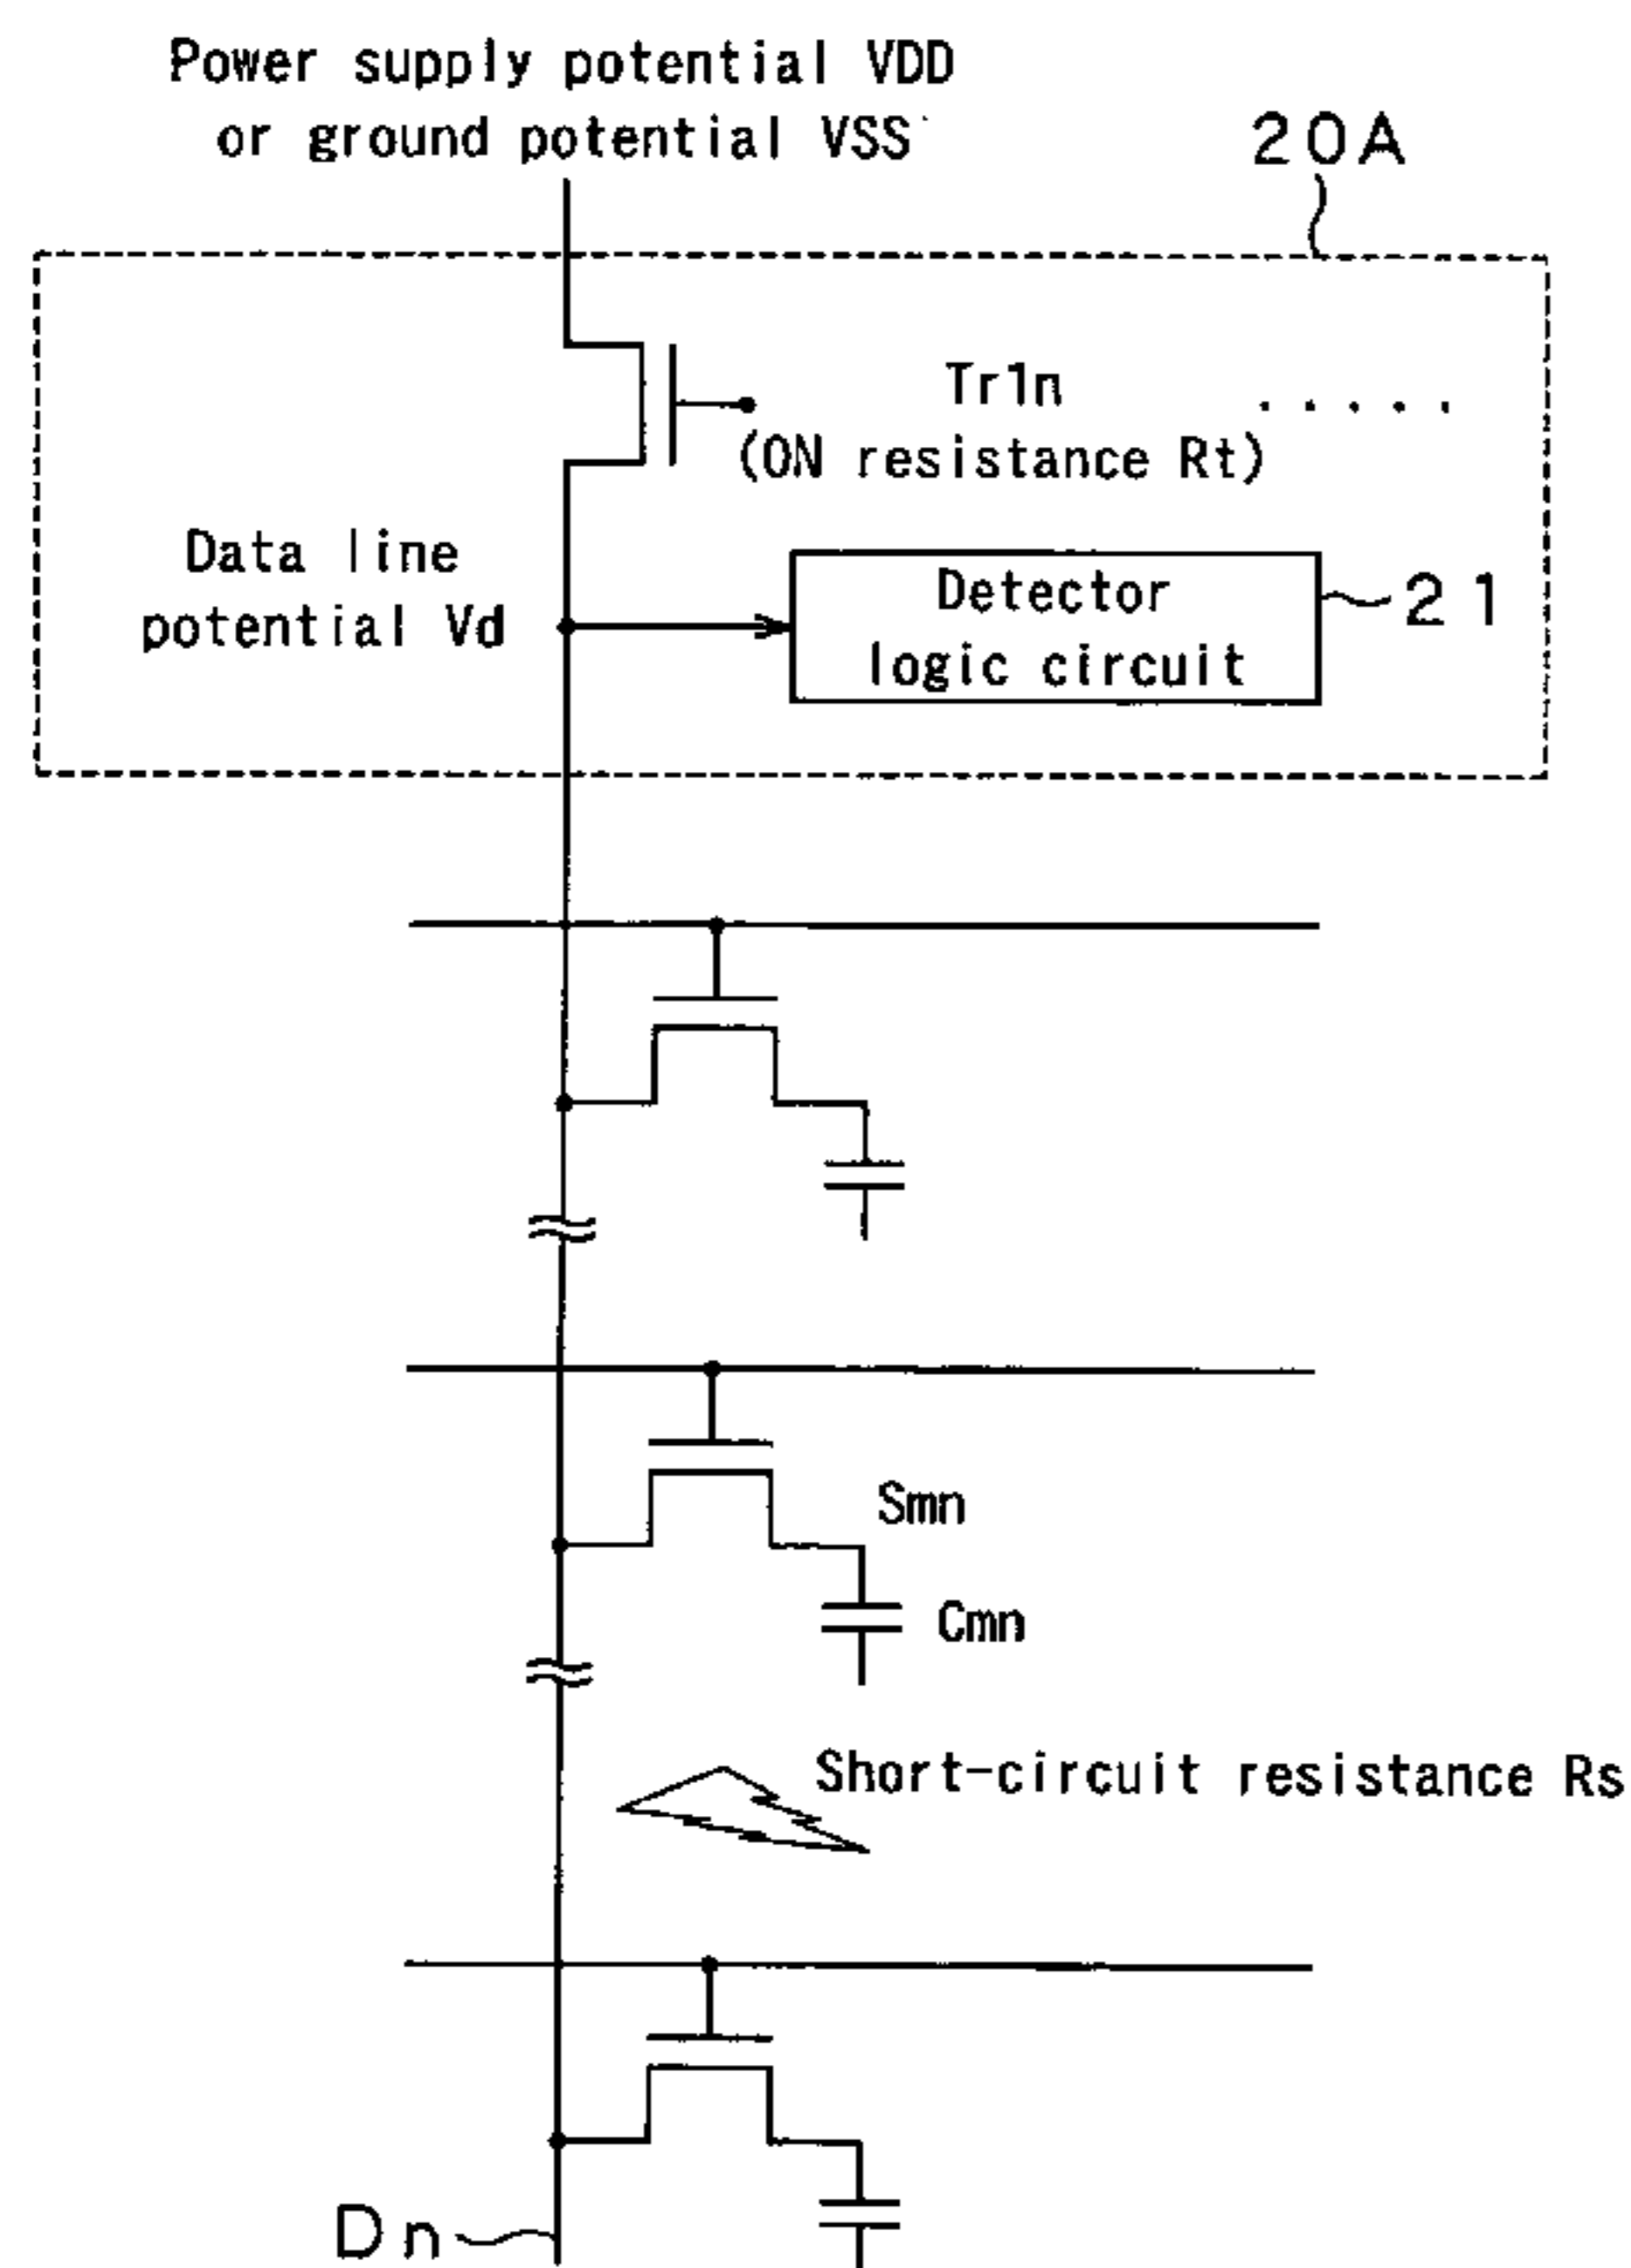 Power supply potential VDD
or ground potential VSS
20A
Tr1n
(ON resistance Rt)
Data line
potential Vd
Detector
logic circuit
21
Smn
Cmn
Short-circuit resistance Rs
Dn